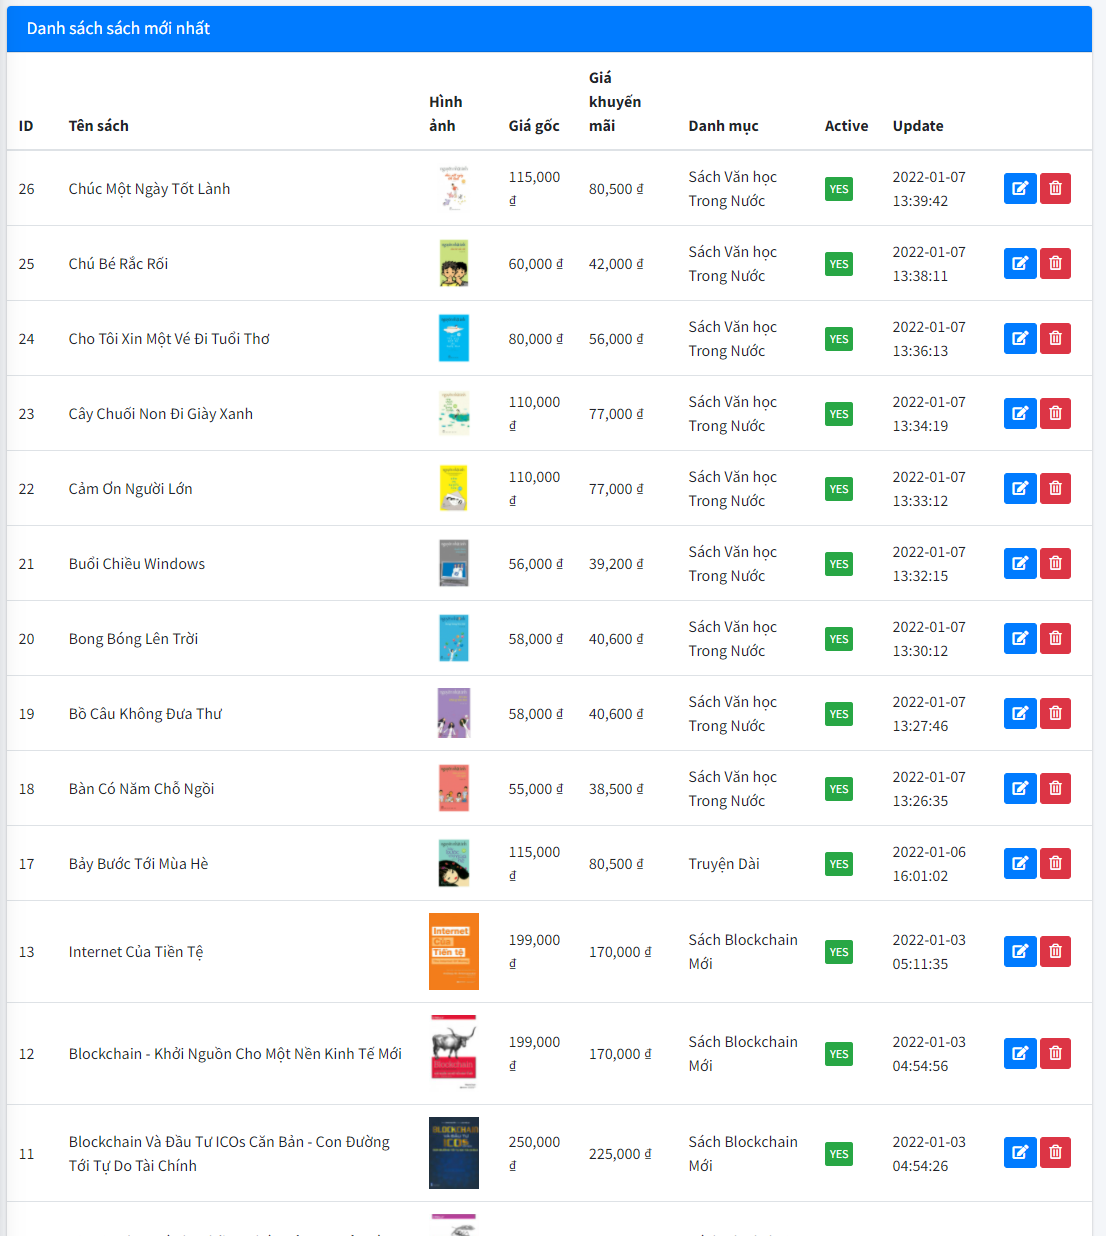 Danh sách sách mới nhất
ID Tên sách Hình ảnh Giá gốc Giá khuyến mãi Danh mục Active Update
26 Chúc Một Ngày Tốt Lành 115,000 đ 80,500 đ Sách Văn học Trong Nước YES 2022-01-07 13:39:42
25 Chú Bé Rắc Rối 60,000 đ 42,000 đ Sách Văn học Trong Nước YES 2022-01-07 13:38:11
24 Cho Tôi Xin Một Vé Đi Tuổi Thơ 80,000 đ 56,000 đ Sách Văn học Trong Nước YES 2022-01-07 13:36:13
23 Cây Chuối Non Đi Giày Xanh 110,000 đ 77,000 đ Sách Văn học Trong Nước YES 2022-01-07 13:34:19
22 Cảm Ơn Người Lớn 110,000 đ 77,000 đ Sách Văn học Trong Nước YES 2022-01-07 13:33:12
21 Buổi Chiều Windows 56,000 đ 39,200 đ Sách Văn học Trong Nước YES 2022-01-07 13:32:15
20 Bong Bóng Lên Trời 58,000 đ 40,600 đ Sách Văn học Trong Nước YES 2022-01-07 13:30:12
19 Bồ Câu Không Đưa Thư 58,000 đ 40,600 đ Sách Văn học Trong Nước YES 2022-01-07 13:27:46
18 Bàn Có Năm Chỗ Ngồi 55,000 đ 38,500 đ Sách Văn học Trong Nước YES 2022-01-07 13:26:35
17 Bảy Bước Tới Mùa Hè 115,000 đ 80,500 đ Truyện Dài YES 2022-01-06 16:01:02
13 Internet Của Tiền Tệ Internet Của Tiền tệ 199,000 đ 170,000 đ Sách Blockchain Mới YES 2022-01-03 05:11:35
12 Blockchain - Khởi Nguồn Cho Một Nền Kinh Tế Mới Blockchain 199,000 đ 170,000 đ Sách Blockchain Mới YES 2022-01-03 04:54:56
11 Blockchain Và Đầu Tư ICOs Căn Bản - Con Đường Tới Tự Do Tài Chính BLOCKCHAIN ICOs 250,000 đ 225,000 đ Sách Blockchain Mới YES 2022-01-03 04:54:26